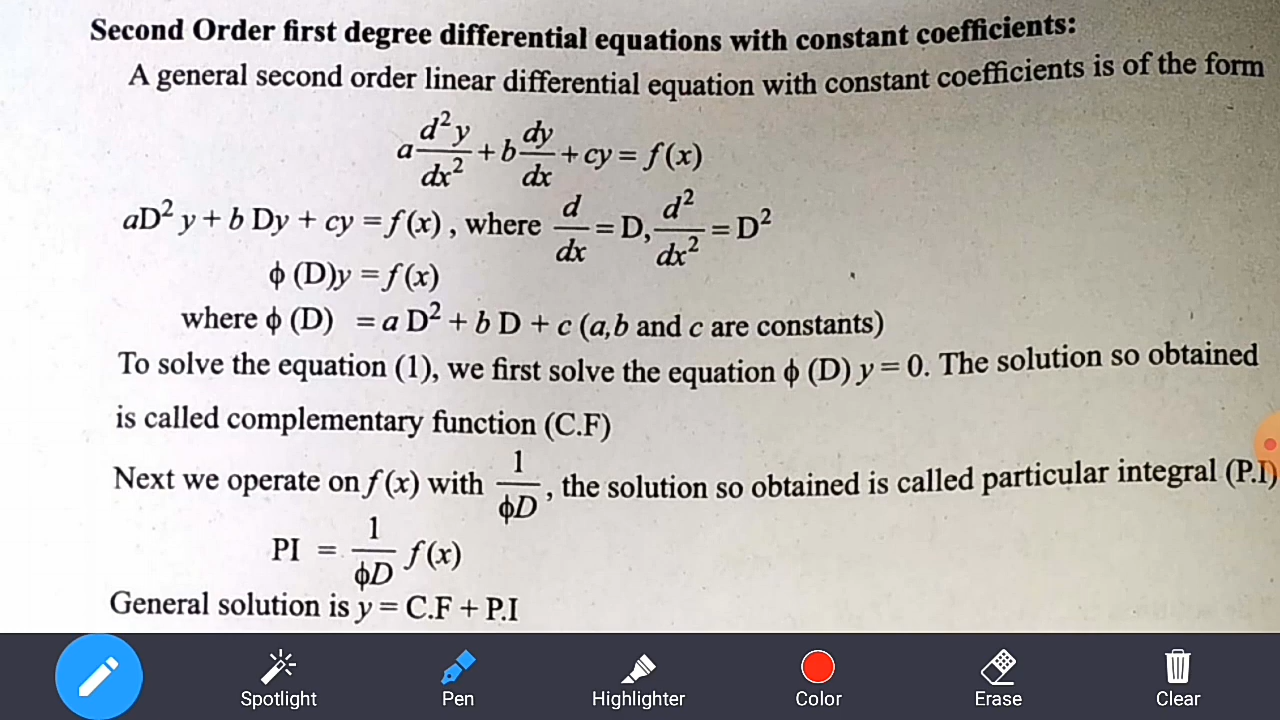 Second Order first degree differential equations with constant coefficients:
A general second order linear differential equation with constant coefficients is of the form
a d²y/dx² + b dy/dx + cy = f(x)
aD² y + b Dy + cy = f(x), where d/dx = D, d²/dx² = D²
ϕ (D)y = f(x)
where ϕ (D) = a D² + b D + c (a,b and c are constants)
To solve the equation (1), we first solve the equation ϕ (D) y = 0. The solution so obtained
is called complementary function (C.F)
Next we operate on f(x) with 1/ϕD, the solution so obtained is called particular integral (P.I)
PI = 1/ϕD f(x)
General solution is y = C.F + P.I
Spotlight Pen Highlighter Color Erase Clear